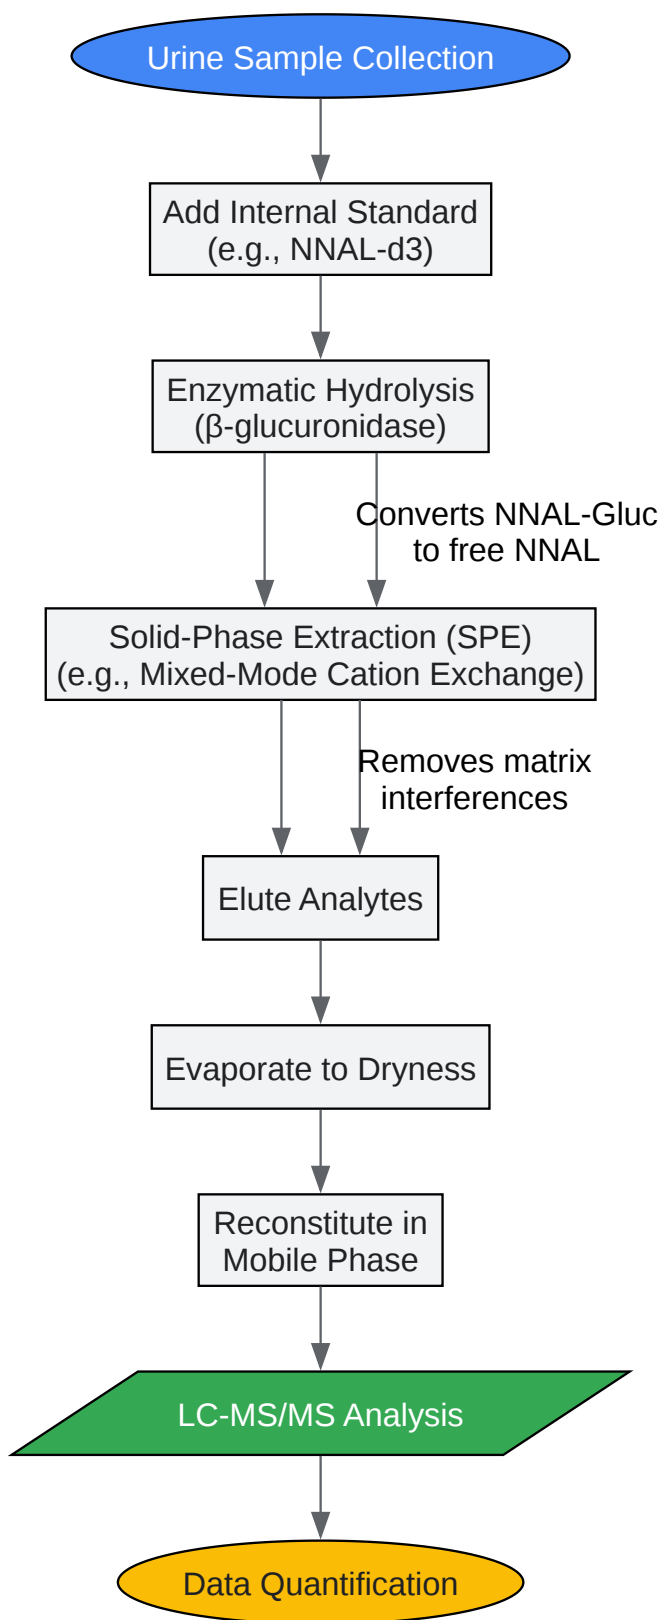 Urine Sample Collection
Add Internal Standard
(e.g., NNAL-d3)
Enzymatic Hydrolysis
(β-glucuronidase)
Converts NNAL-Gluc
to free NNAL
Solid-Phase Extraction (SPE)
(e.g., Mixed-Mode Cation Exchange)
Removes matrix
interferences
Elute Analytes
Evaporate to Dryness
Reconstitute in
Mobile Phase
LC-MS/MS Analysis
Data Quantification